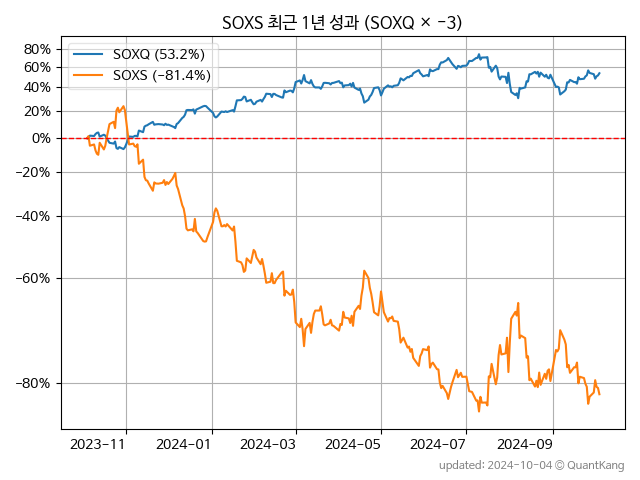 SOXS 최근 1년 성과 (SOXQ × −3)
SOXQ (53.2%)
SOXS (−81.4%)
80%
60%
40%
20%
0%
−20%
−40%
−60%
−80%
2023-11 2024-01 2024-03 2024-05 2024-07 2024-09
updated: 2024-10-04 © QuantKang